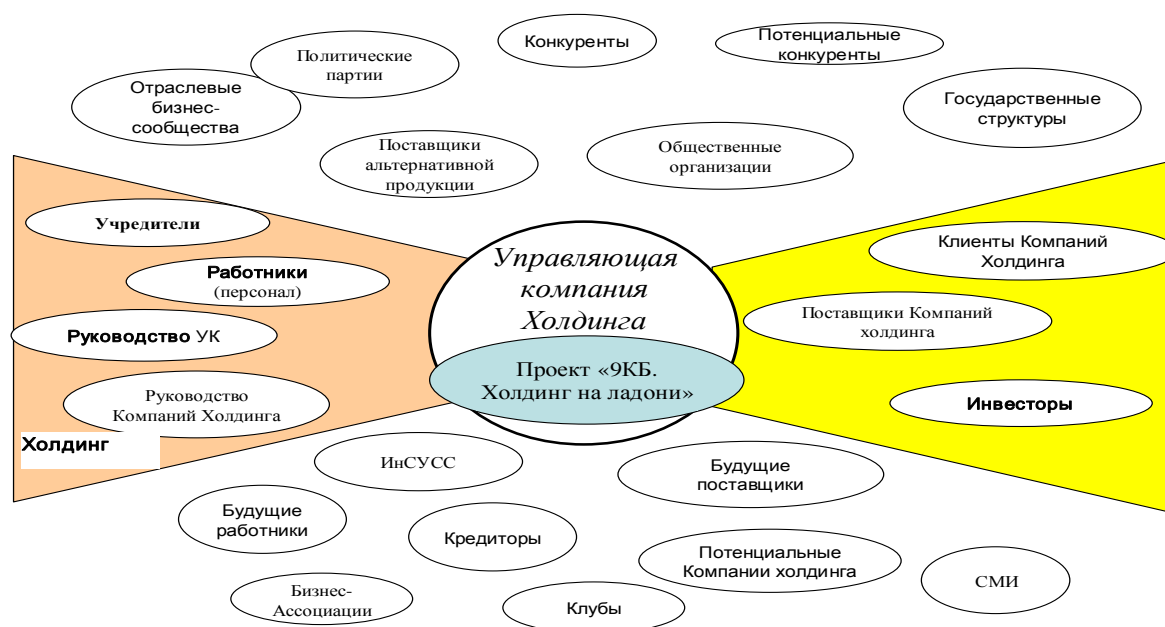 Конкуренты
Потенциальные
конкуренты
Политические
партии
Отраслевые
бизнес-
сообщества
Государственные
структуры
Поставщики
альтернативной
продукции
Общественные
организации
Учредители
Работники
(персонал)
Руководство УК
Руководство
Компаний Холдинга
Холдинг
Управляющая
компания
Холдинга
Проект «9КБ.
Холдинг на ладони»
Клиенты Компаний
Холдинга
Поставщики Компаний
холдинга
Инвесторы
ИнСУСС
Будущие
поставщики
Будущие
работники
Кредиторы
Потенциальные
Компании холдинга
СМИ
Бизнес-
Ассоциации
Клубы